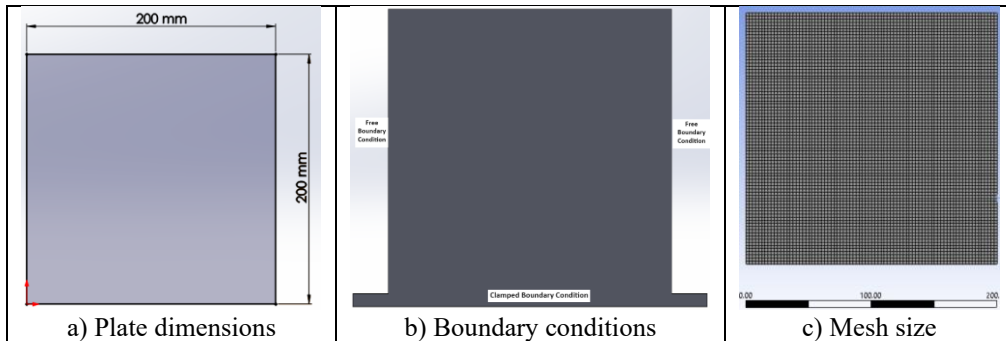 200 mm
200 mm
a) Plate dimensions
Free
Boundary
Condition
Free
Boundary
Condition
Clamped Boundary Condition
b) Boundary conditions
0.00
100.00
200.
c) Mesh size